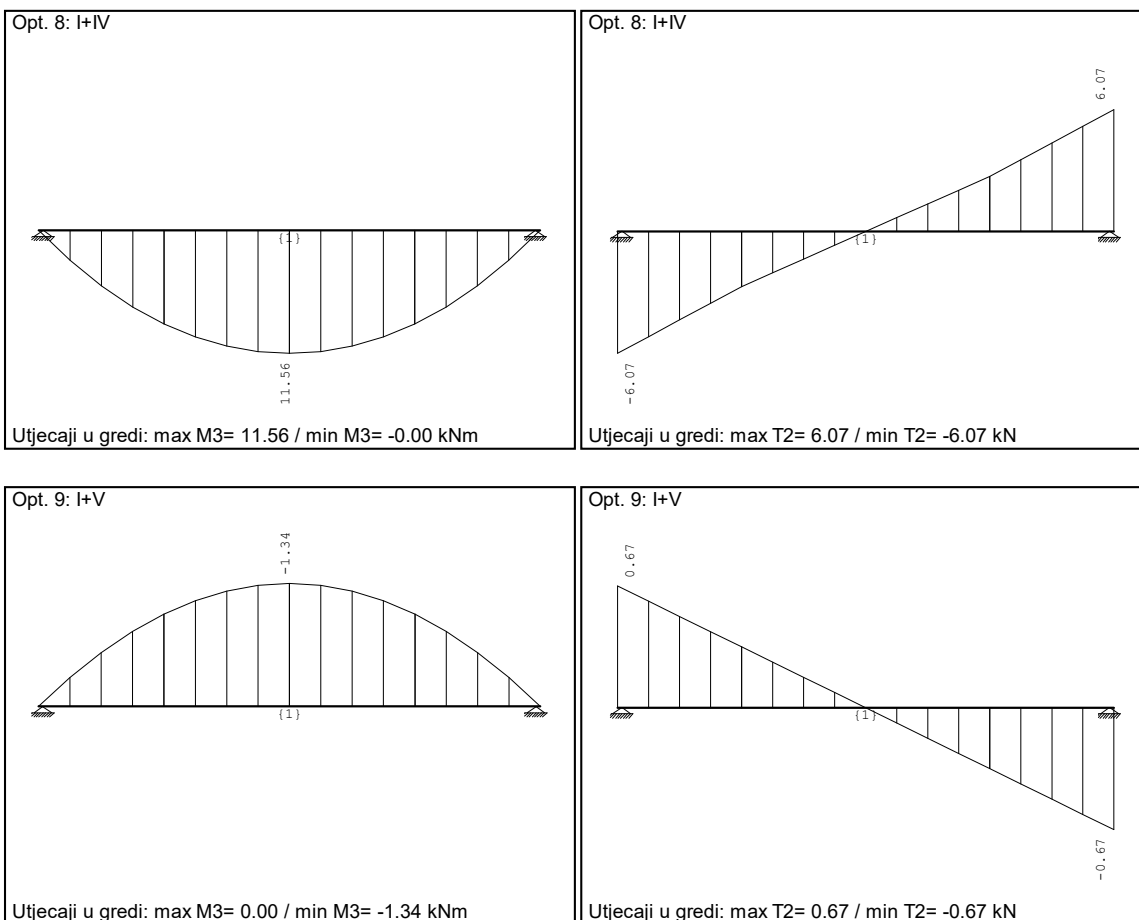 Opt. 8: I+IV
{1}
11.56
Utjecaji u gredi: max M3= 11.56 / min M3= -0.00 kNm
Opt. 8: I+IV
6.07
{1}
-6.07
Utjecaji u gredi: max T2= 6.07 / min T2= -6.07 kN
Opt. 9: I+V
-1.34
{1}
Utjecaji u gredi: max M3= 0.00 / min M3= -1.34 kNm
Opt. 9: I+V
0.67
{1}
-0.67
Utjecaji u gredi: max T2= 0.67 / min T2= -0.67 kN